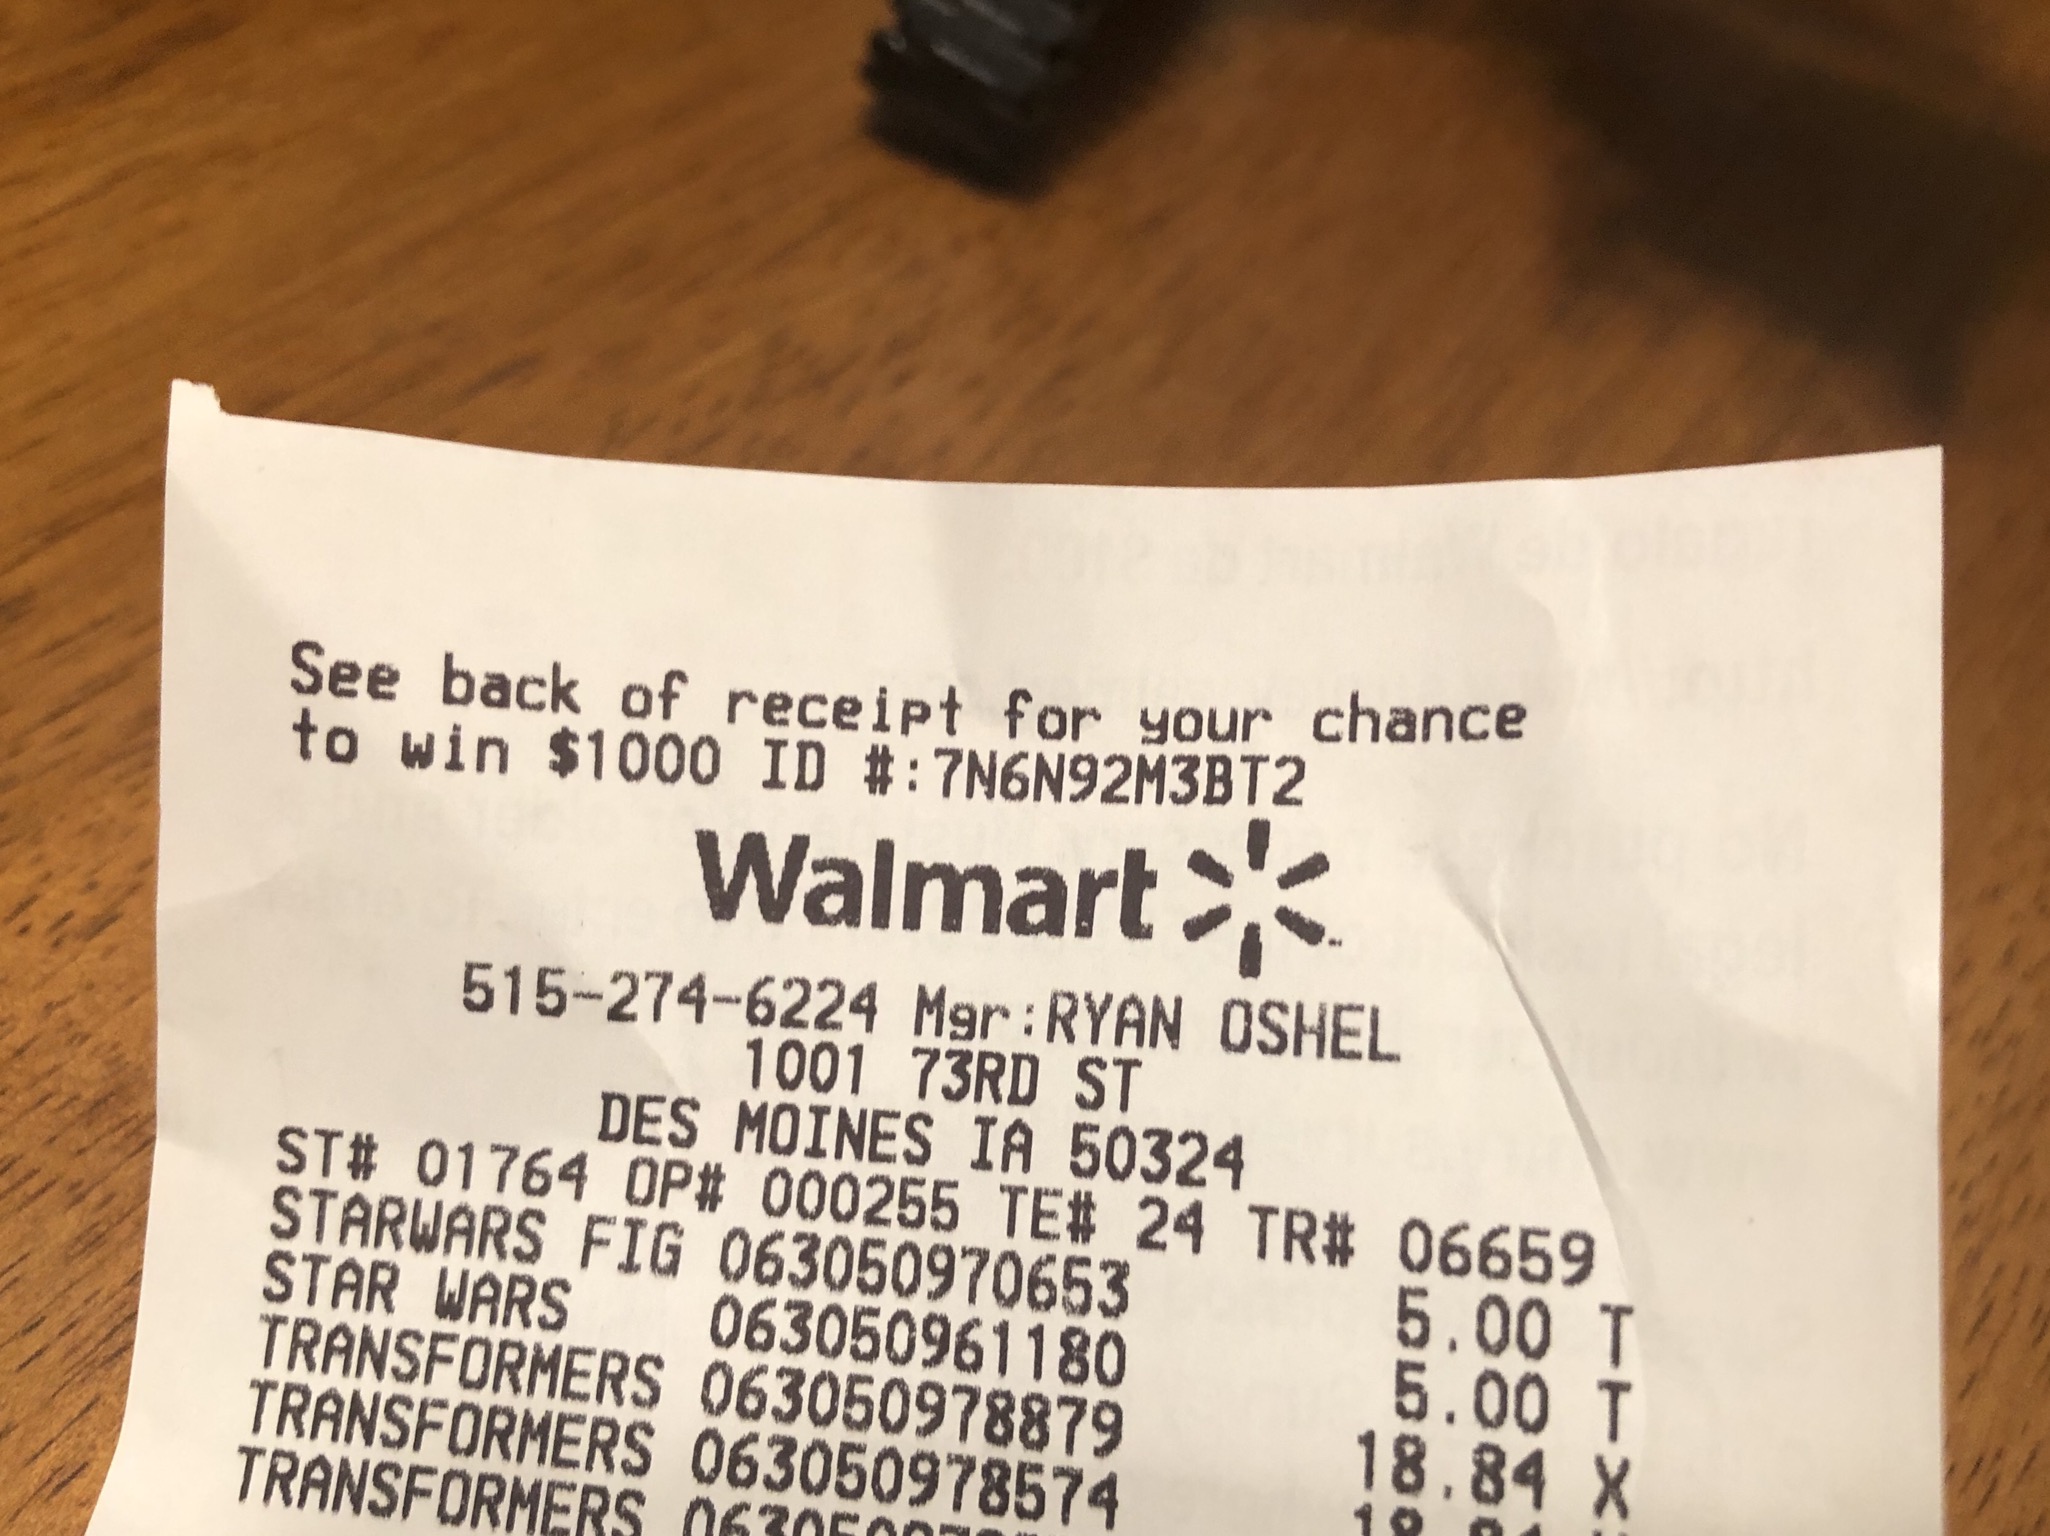 See back of receipt for your chance
to win $1000 ID #:7N6N92M3BT2
Walmart
515-274-6224 Mgr:RYAN OSHEL
1001 73RD ST
DES MOINES IA 50324
ST# 01764 OP# 000255 TE# 24 TR# 06659
STARWARS FIG 063050970653 5.00 T
STAR WARS 063050961180 5.00 T
TRANSFORMERS 063050978879 18.84 X
TRANSFORMERS 063050978574
TRANSFORMERS